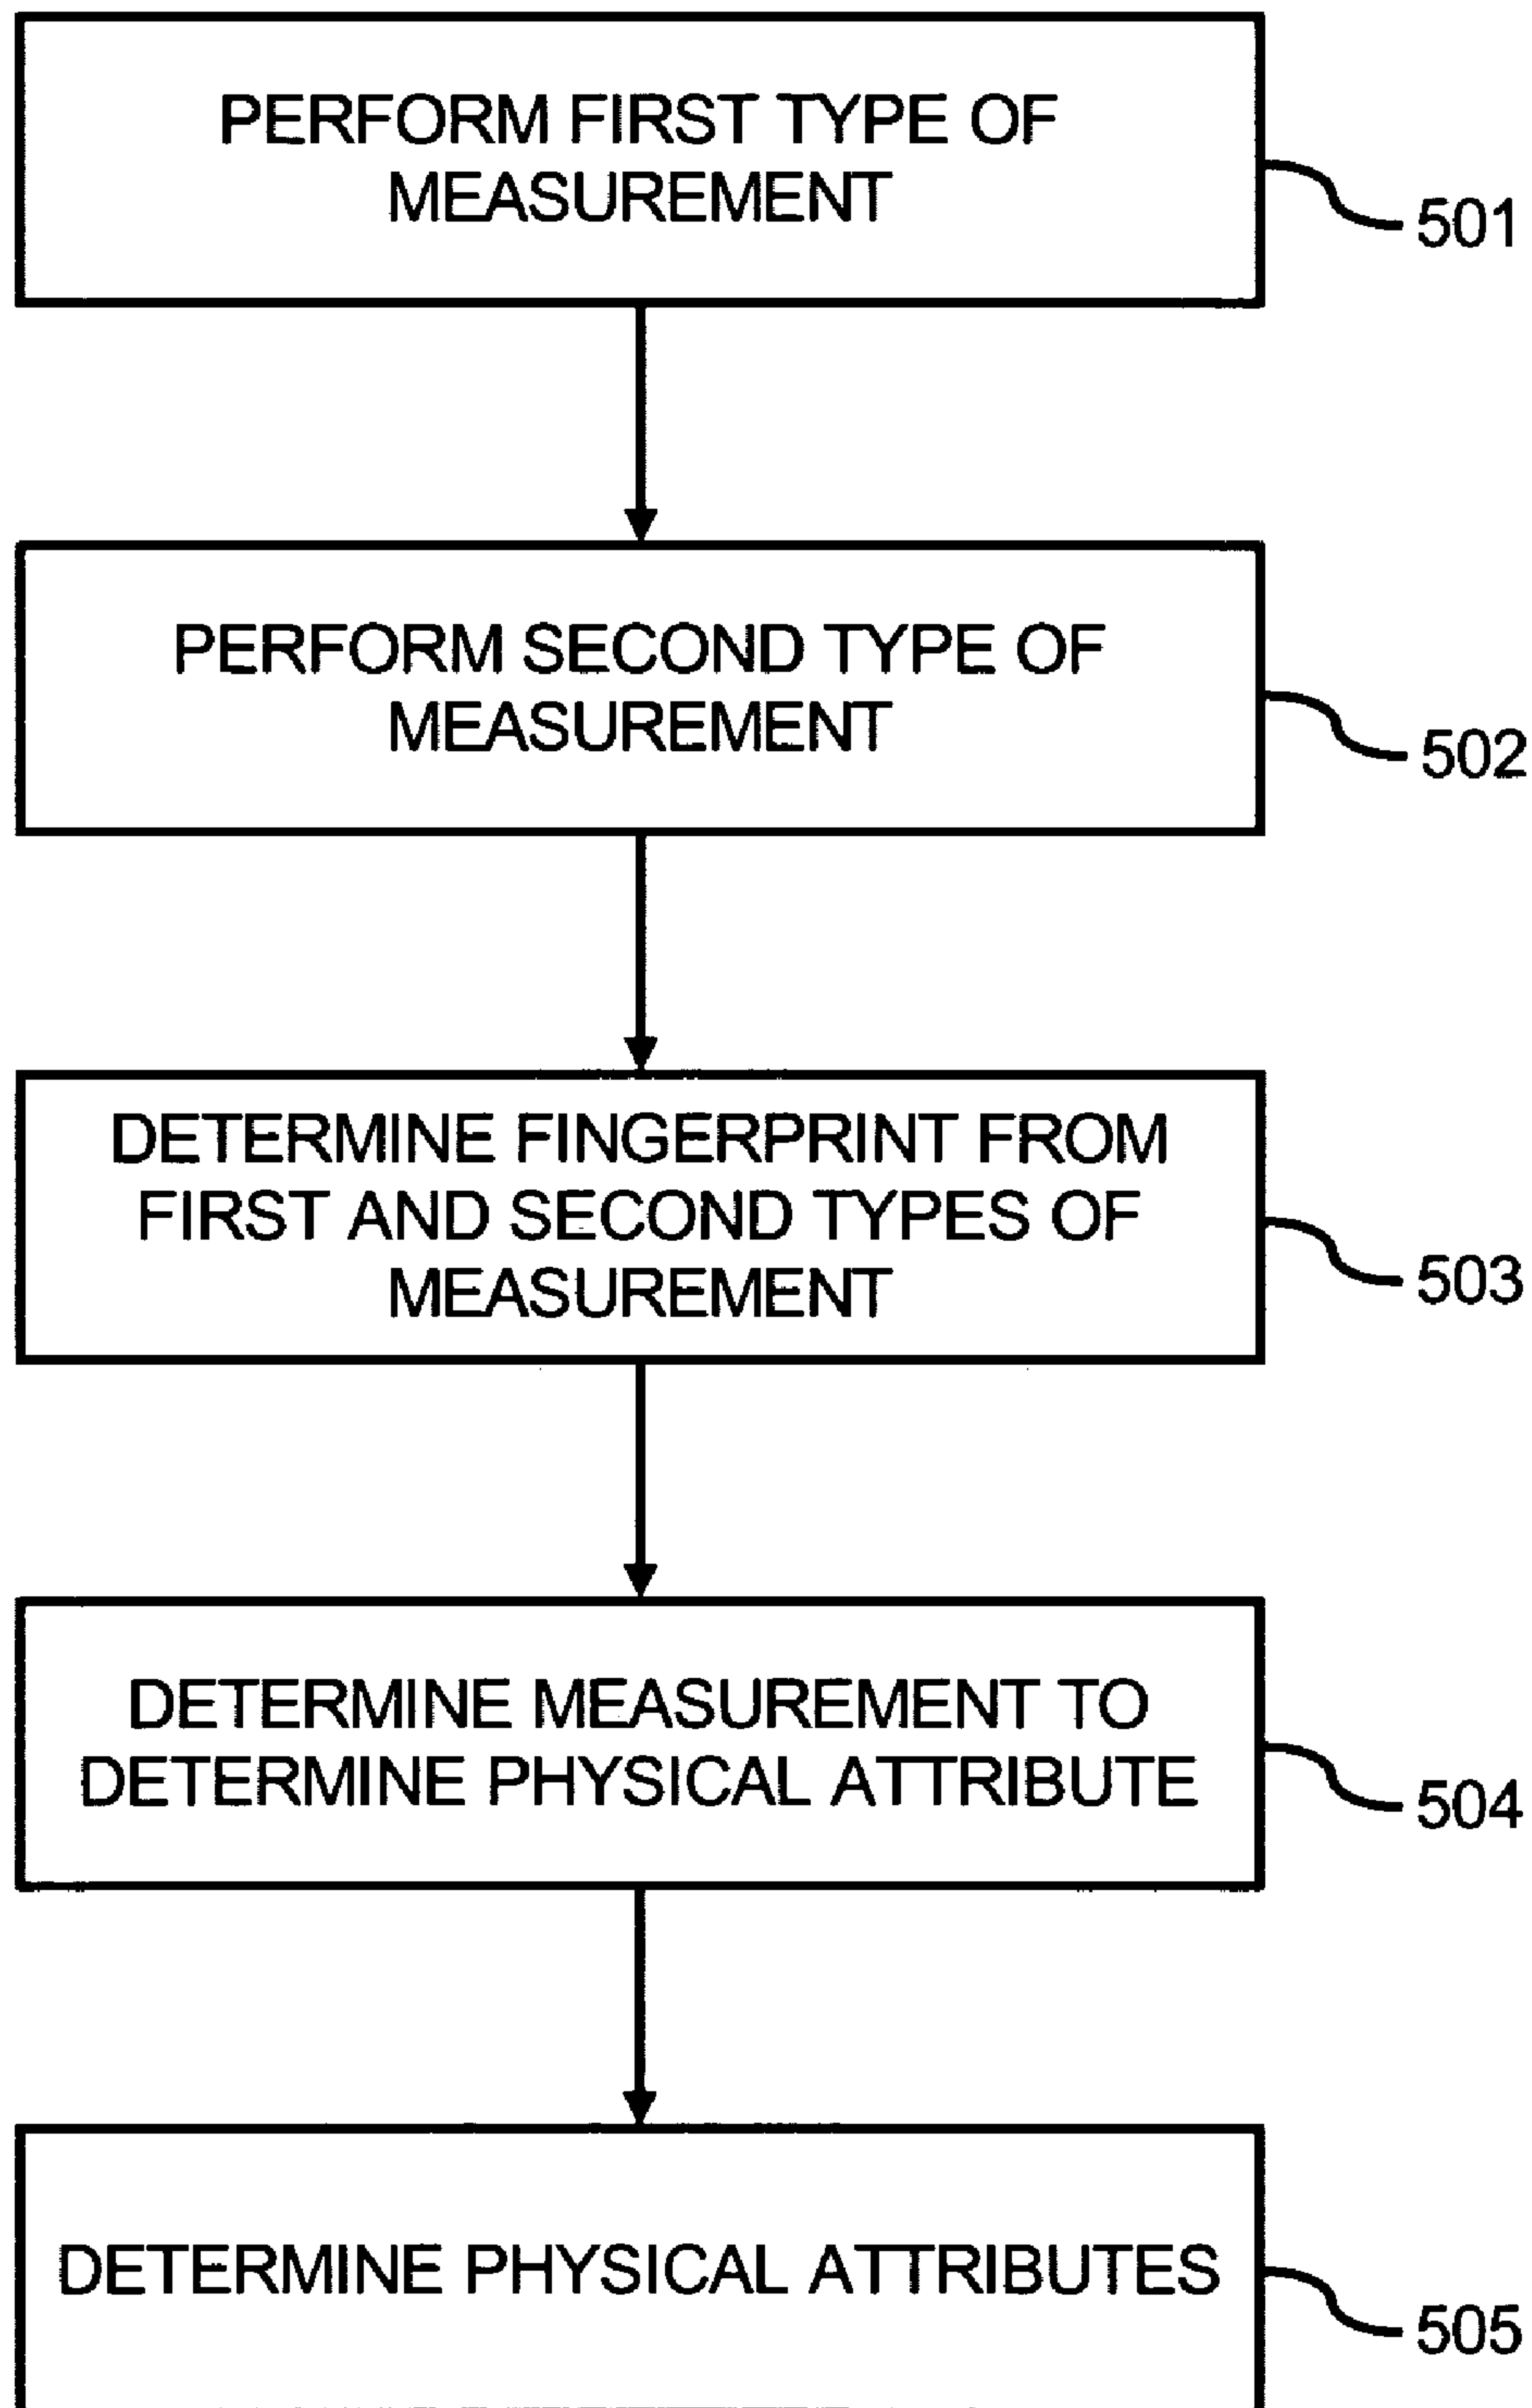 PERFORM FIRST TYPE OF
MEASUREMENT
501
PERFORM SECOND TYPE OF
MEASUREMENT
502
DETERMINE FINGERPRINT FROM
FIRST AND SECOND TYPES OF
MEASUREMENT
503
DETERMINE MEASUREMENT TO
DETERMINE PHYSICAL ATTRIBUTE
504
DETERMINE PHYSICAL ATTRIBUTES
505